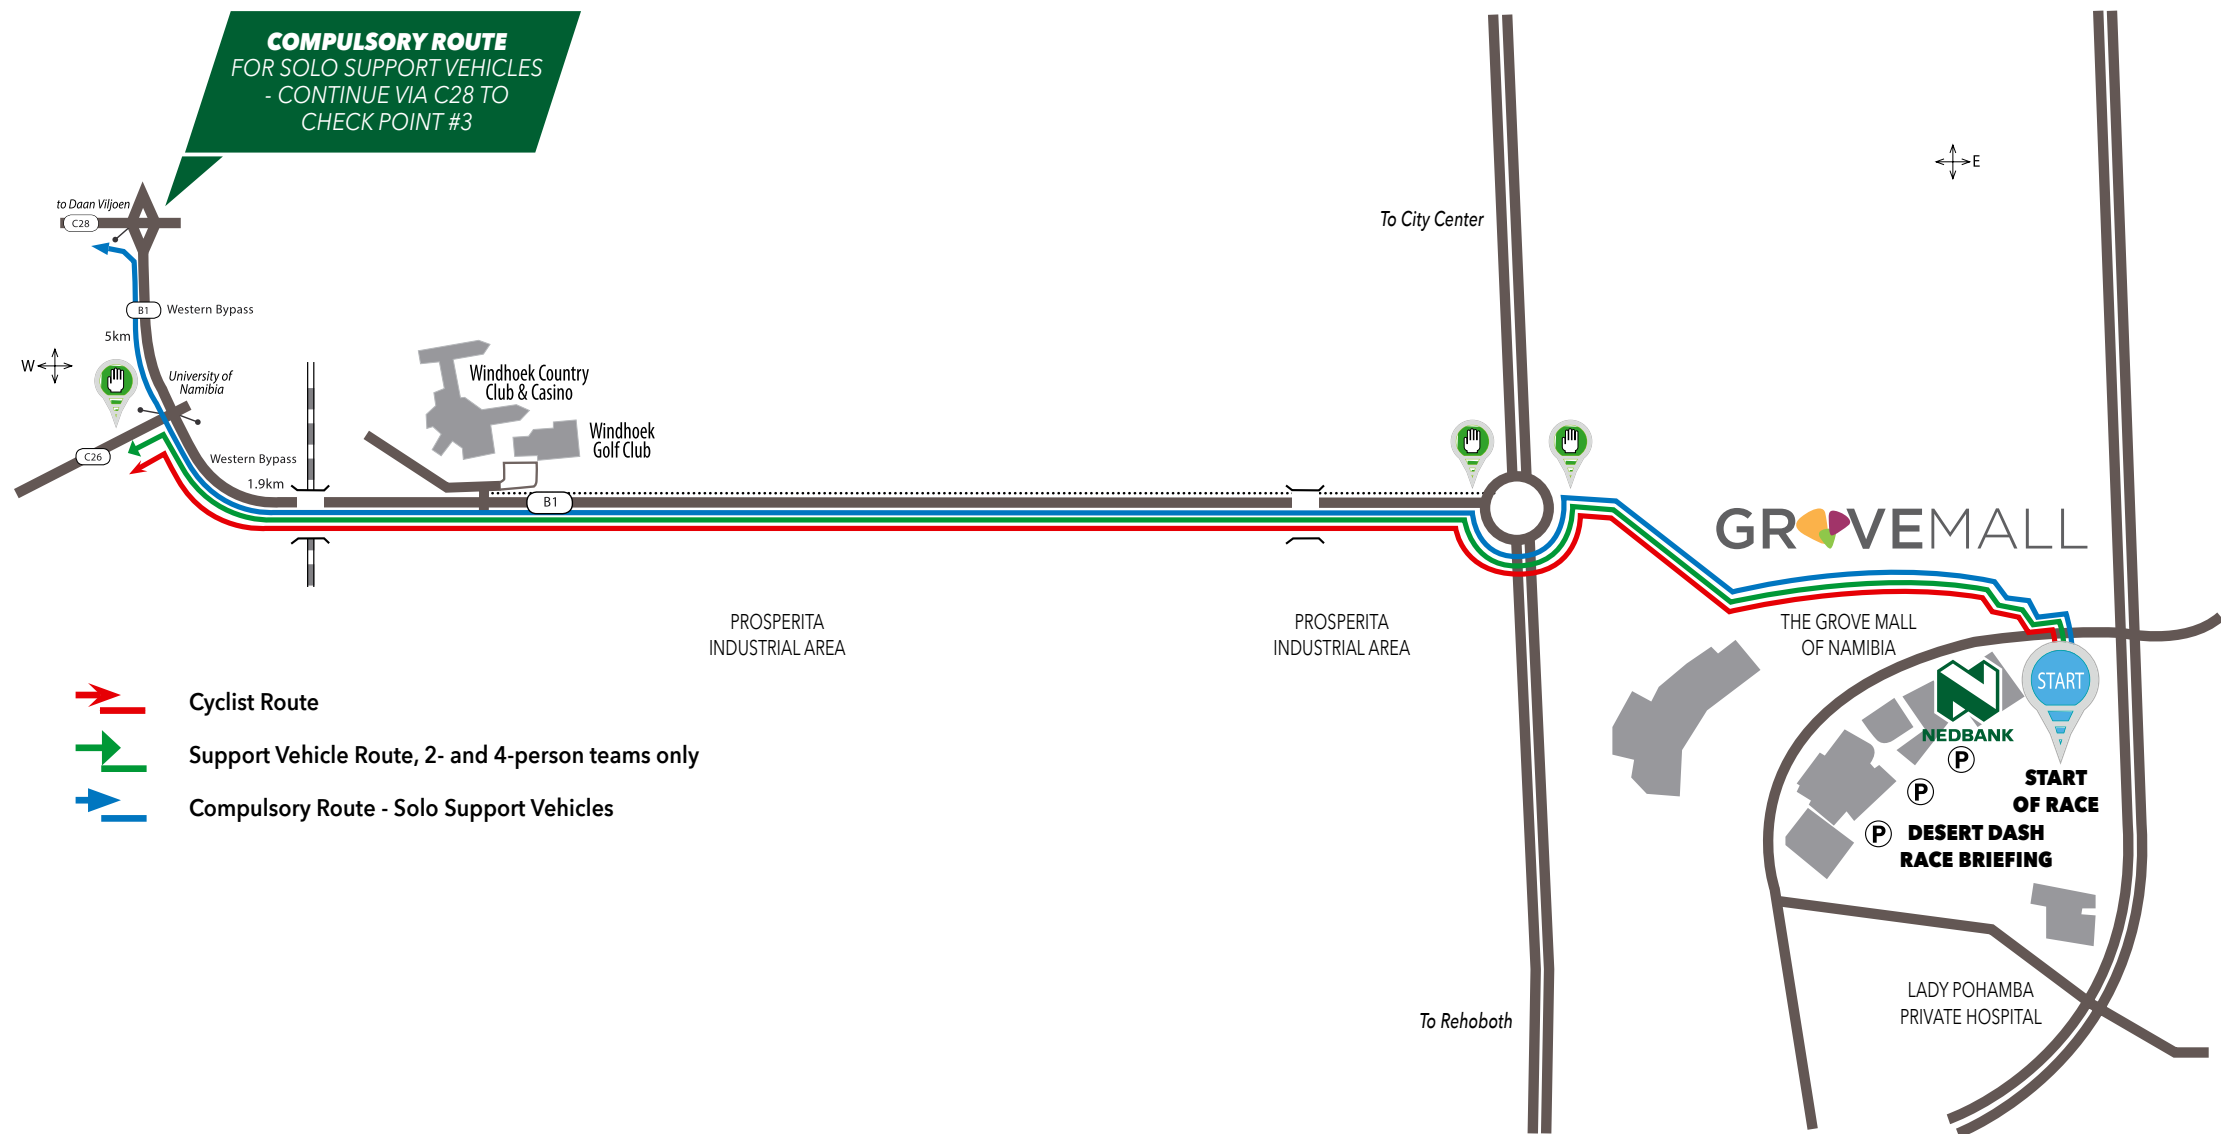 COMPULSORY ROUTE
FOR SOLO SUPPORT VEHICLES
- CONTINUE VIA C28 TO
CHECK POINT #3
to Daan Viljoen
C28
B1
Western Bypass
5km
W
University of
Namibia
C26
Western Bypass
1.9km
Windhoek Country
Club & Casino
Windhoek
Golf Club
B1
To City Center
E
GROVEMALL
PROSPERITA
INDUSTRIAL AREA
PROSPERITA
INDUSTRIAL AREA
THE GROVE MALL
OF NAMIBIA
START
NEDBANK
P
START
OF RACE
P
P
DESERT DASH
RACE BRIEFING
Cyclist Route
Support Vehicle Route, 2- and 4-person teams only
Compulsory Route - Solo Support Vehicles
To Rehoboth
LADY POHAMBA
PRIVATE HOSPITAL